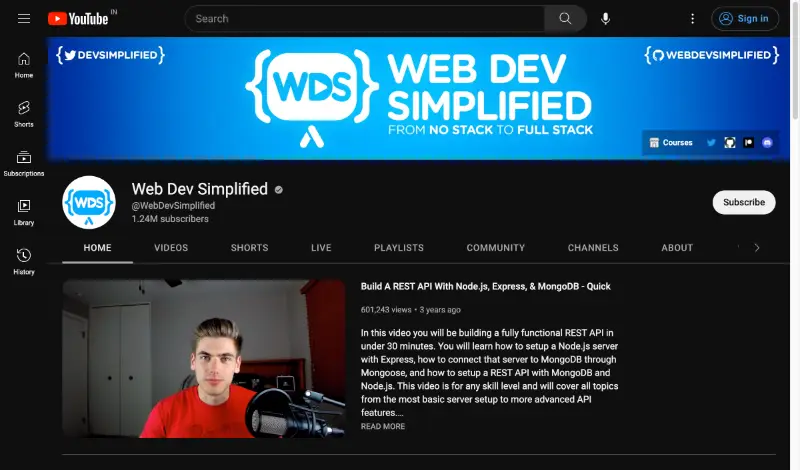 YouTube IN
Search
Sign in
Home
Shorts
Subscriptions
Library
History
{DEVSIMPLIFIED}
{WDS}
WEB DEV
SIMPLIFIED
FROM NO STACK TO FULL STACK
{WEBDEVSIMPLIFIED}
Courses
{WDS}
Web Dev Simplified
@WebDevSimplified
1.24M subscribers
Subscribe
HOME VIDEOS SHORTS LIVE PLAYLISTS COMMUNITY CHANNELS ABOUT
Build A REST API With Node.js, Express, & MongoDB - Quick
601,243 views • 3 years ago
In this video you will be building a fully functional REST API in
under 30 minutes. You will learn how to setup a Node.js server
with Express, how to connect that server to MongoDB through
Mongoose, and how to setup a REST API with MongoDB and
Node.js. This video is for any skill level and will cover all topics
from the most basic server setup to more advanced API
features....
READ MORE